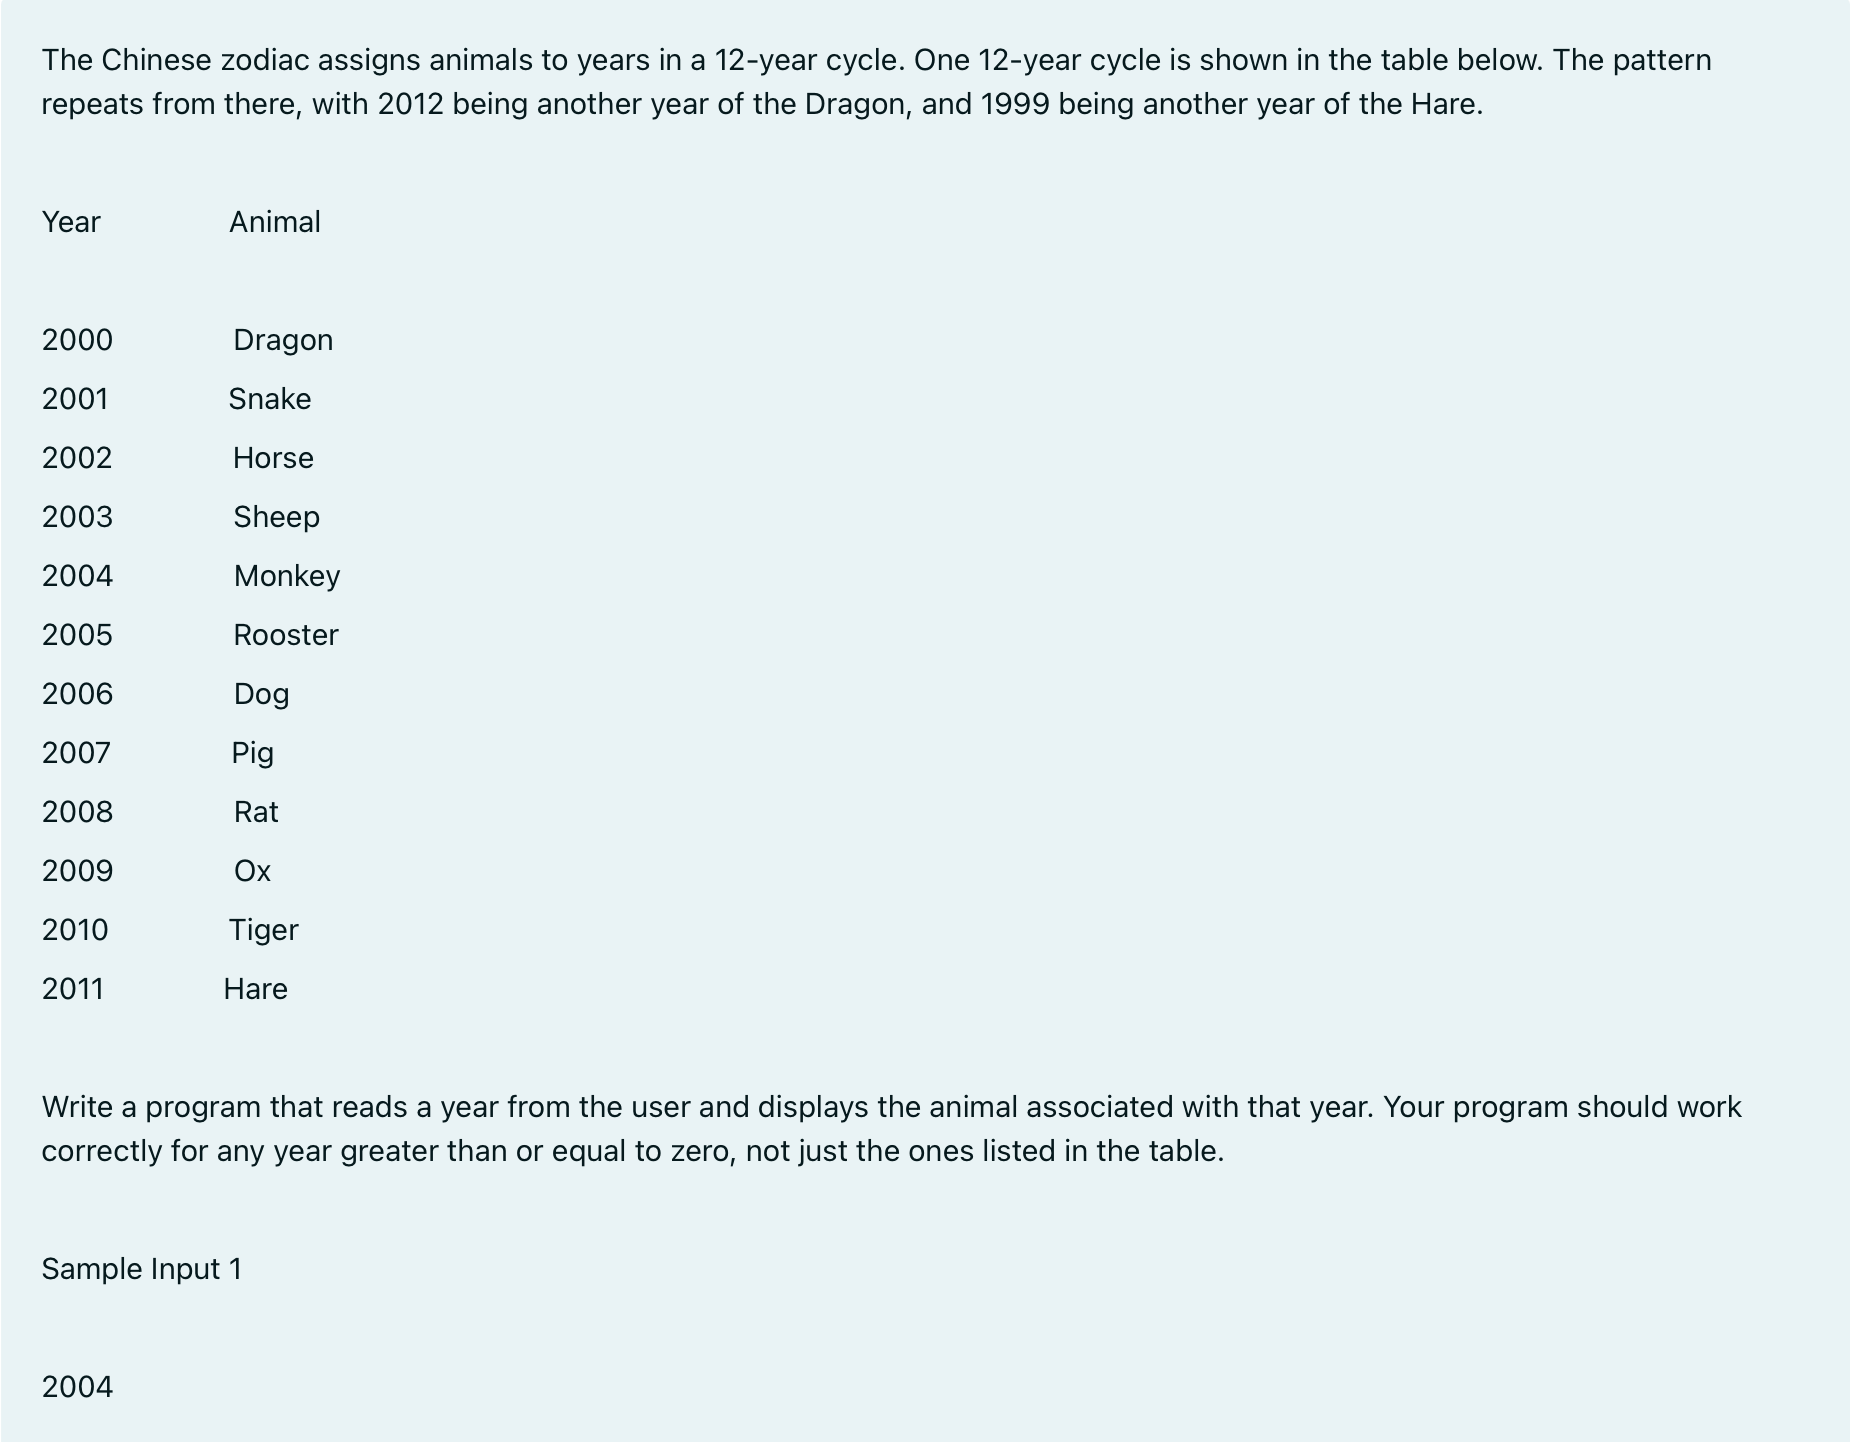 The Chinese zodiac assigns animals to years in a 12-year cycle. One 12-year cycle is shown in the table below. The pattern
repeats from there, with 2012 being another year of the Dragon, and 1999 being another year of the Hare.
Year Animal
2000 Dragon
2001 Snake
2002 Horse
2003 Sheep
2004 Monkey
2005 Rooster
2006 Dog
2007 Pig
2008 Rat
2009 Ox
2010 Tiger
2011 Hare
Write a program that reads a year from the user and displays the animal associated with that year. Your program should work
correctly for any year greater than or equal to zero, not just the ones listed in the table.
Sample Input 1
2004